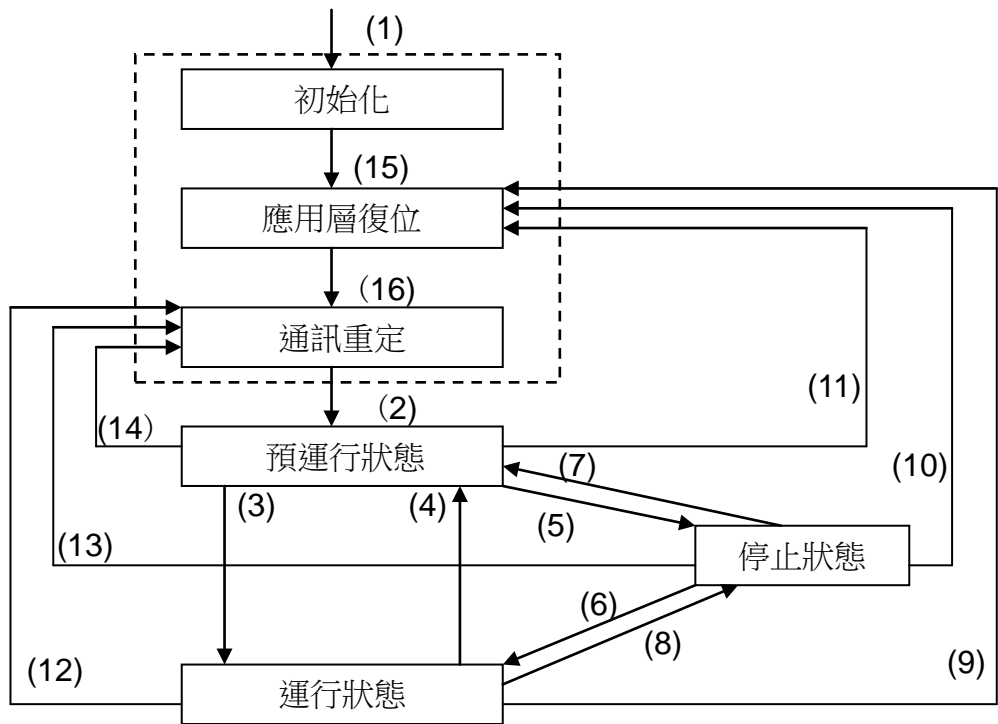 (1)
初始化
(15)
應用層復位
（16)
通訊重定
(11)
（2)
(14）
預運行狀態
(7)
(10)
(3)
(4)
(5)
(13)
停止狀態
(6)
(8)
(12)
(9)
運行狀態